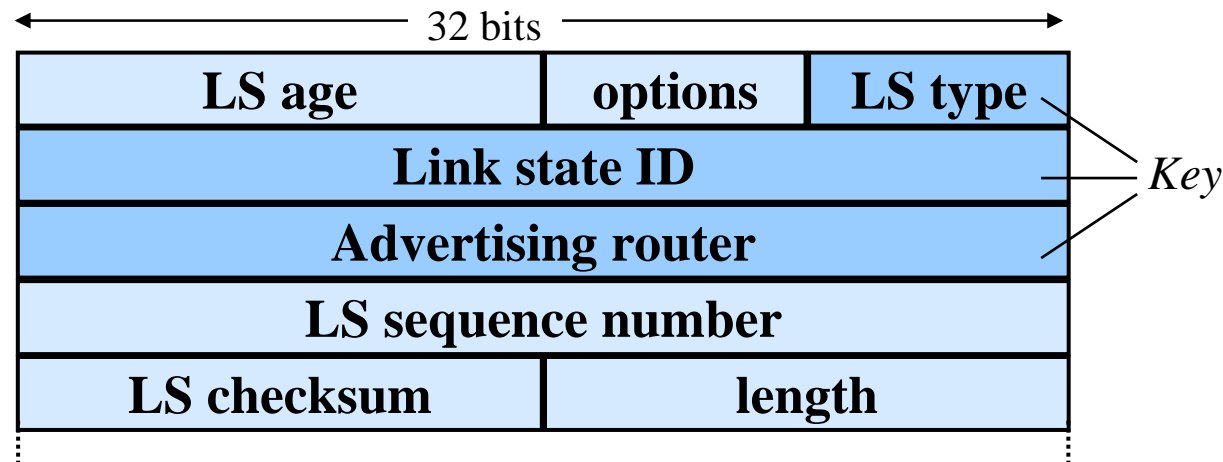 32 bits
LS age options LS type
Link state ID
Key
Advertising router
LS sequence number
LS checksum length